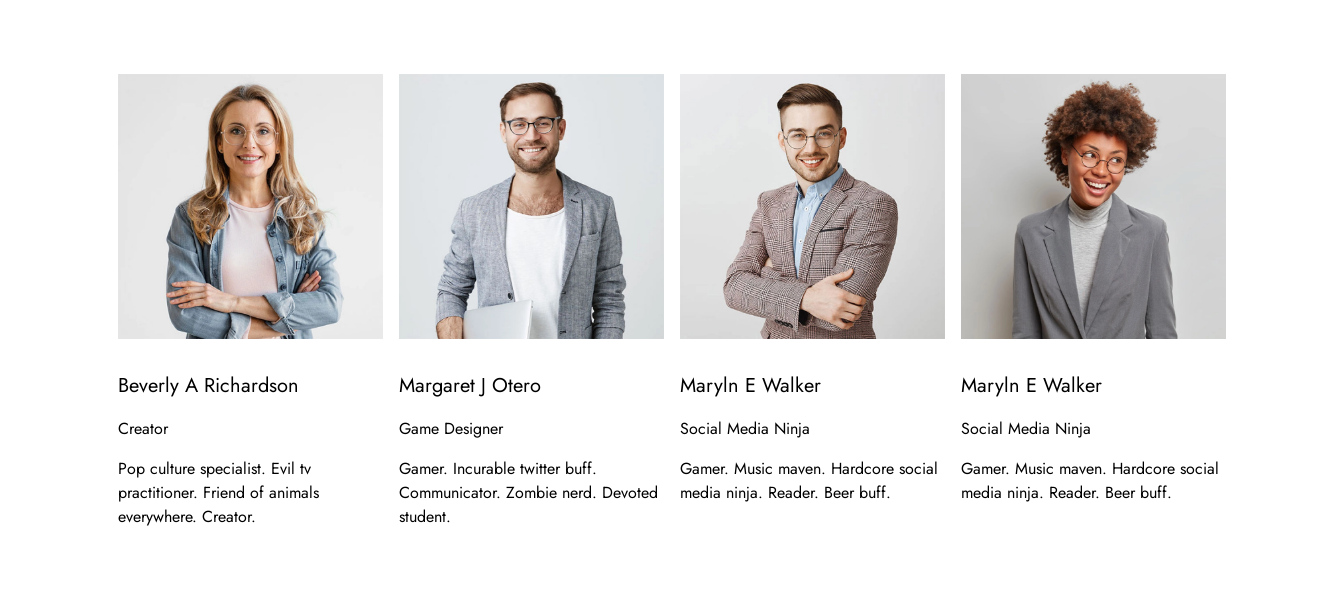 Beverly A Richardson
Creator
Pop culture specialist. Evil tv
practitioner. Friend of animals
everywhere. Creator.
Margaret J Otero
Game Designer
Gamer. Incurable twitter buff.
Communicator. Zombie nerd. Devoted
student.
Maryln E Walker
Social Media Ninja
Gamer. Music maven. Hardcore social
media ninja. Reader. Beer buff.
Maryln E Walker
Social Media Ninja
Gamer. Music maven. Hardcore social
media ninja. Reader. Beer buff.